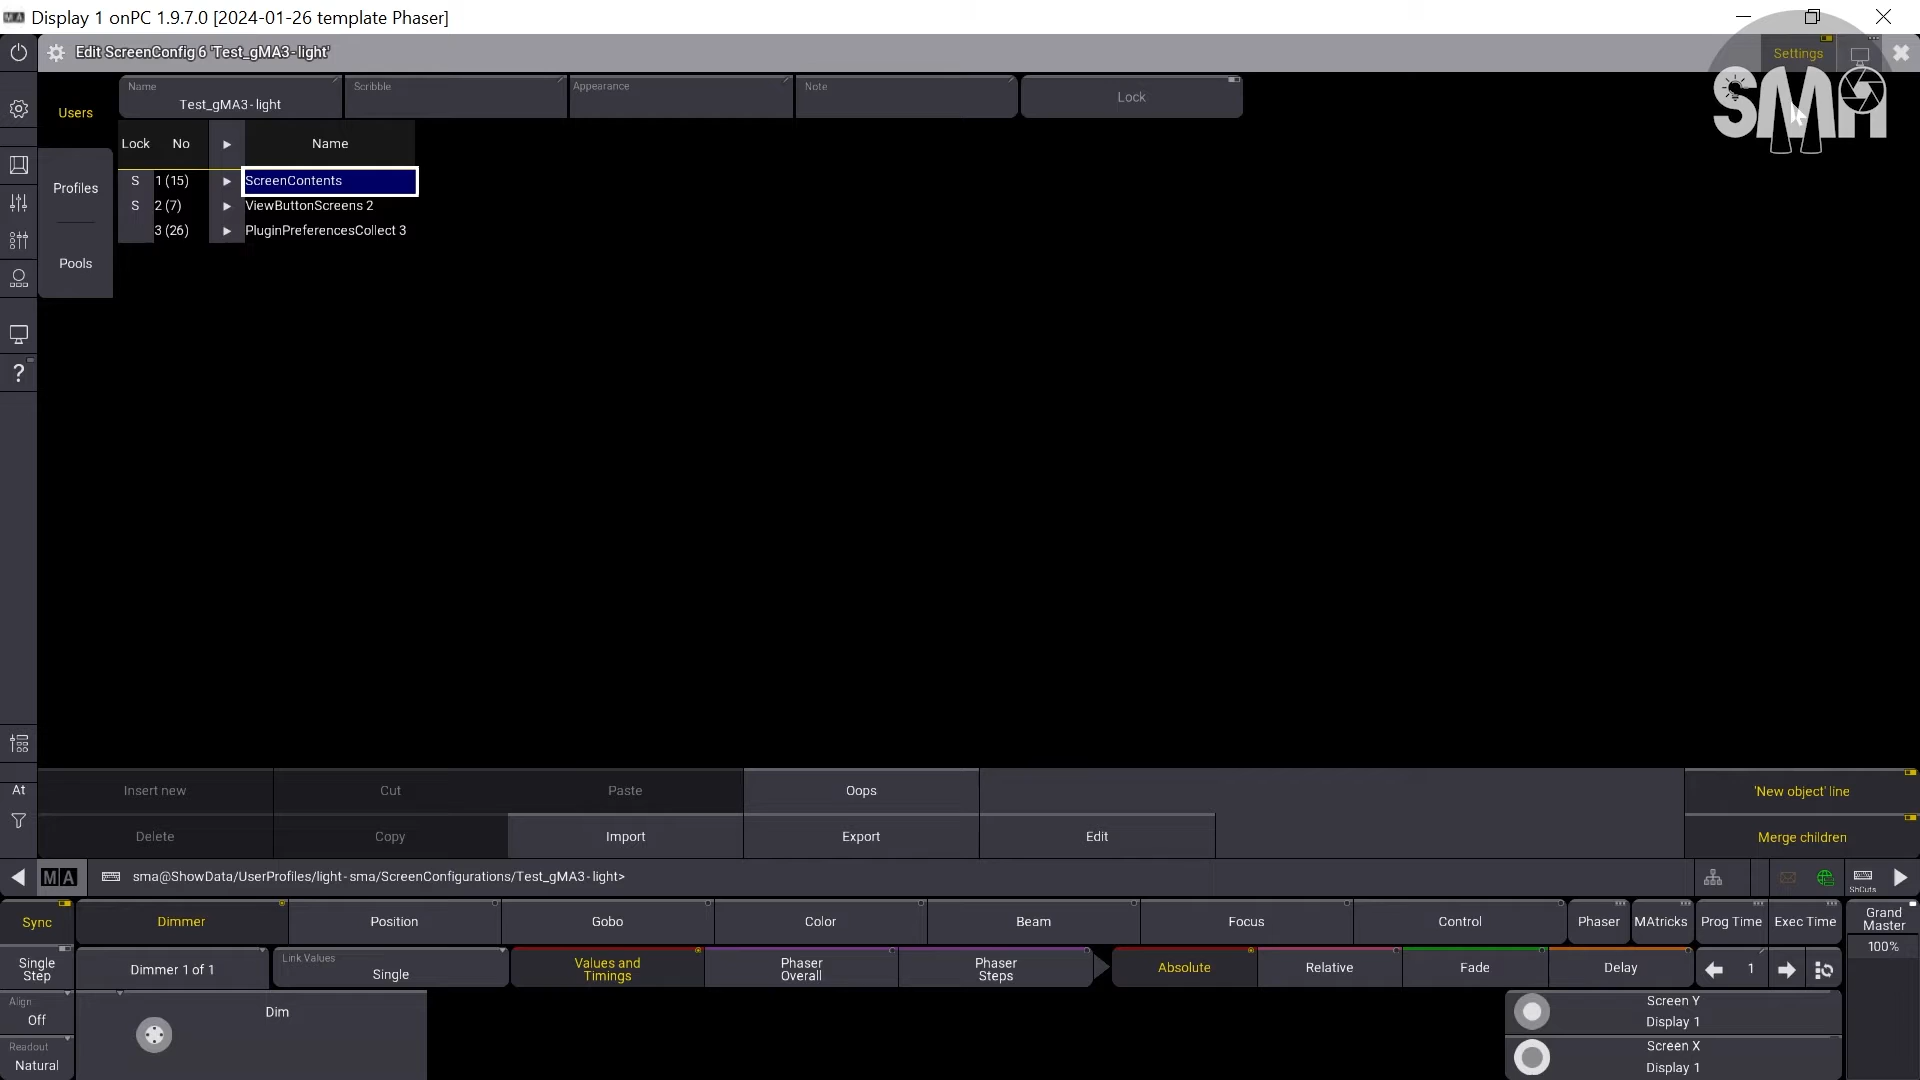 Display 1 onPC 1.9.7.0 [2024-01-26 template Phaser]
Edit ScreenConfig 6 'Test_gMA3-light'
Settings
SMA
Users
Name
Test_gMA3-light
Scribble
Appearance
Note
Lock
Lock No Name
S 1 (15) ScreenContents
S 2 (7) ViewButtonScreens 2
3 (26) PluginPreferencesCollect 3
Profiles
Pools
?
At
Insert new Cut Paste Oops
'New object' line
Delete Copy Import Export Edit
Merge children
MA sma@ShowData/UserProfiles/light-sma/ScreenConfigurations/Test_gMA3-light>
ShCuts
Sync Dimmer Position Gobo Color Beam Focus Control Phaser MAtricks Prog Time Exec Time
Grand
Master
100%
Single
Step
Dimmer 1 of 1
Link Values
Single
Values and
Timings
Phaser
Overall
Phaser
Steps
Absolute Relative Fade Delay 1
Align
Off
Dim
Readout
Natural
Screen Y
Display 1
Screen X
Display 1